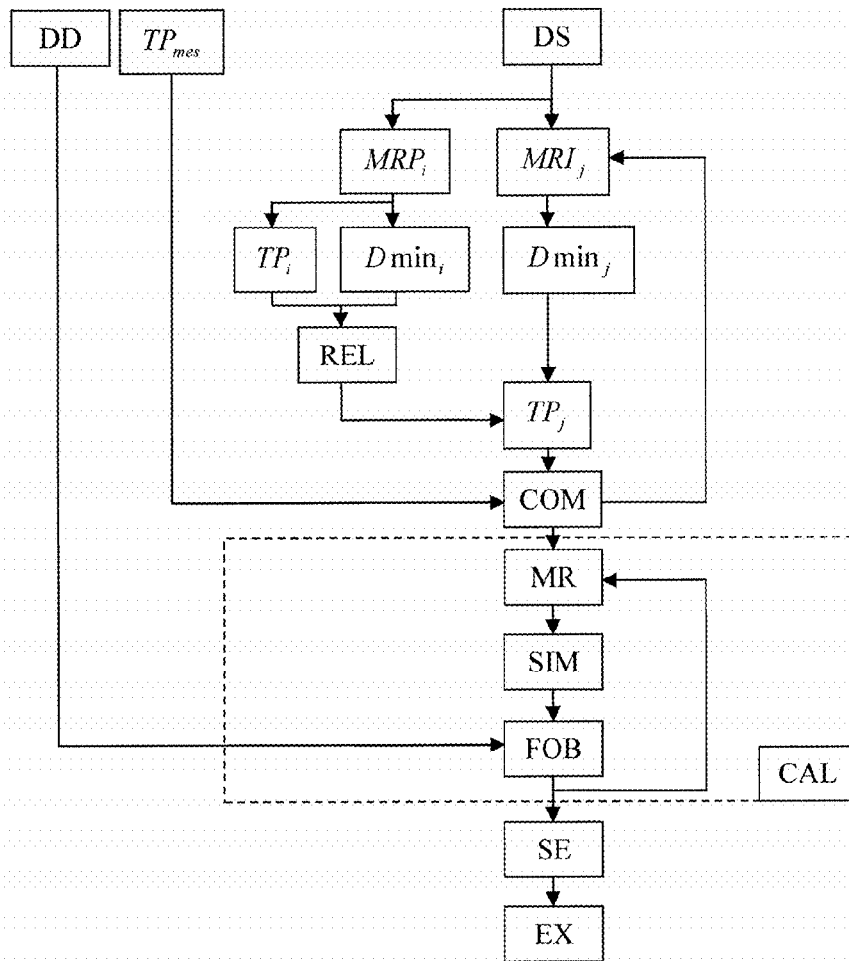 DD
TP_mes
DS
MRP_i
MRI_j
TP_i
D min_i
D min_j
REL
TP_j
COM
MR
SIM
FOB
CAL
SE
EX